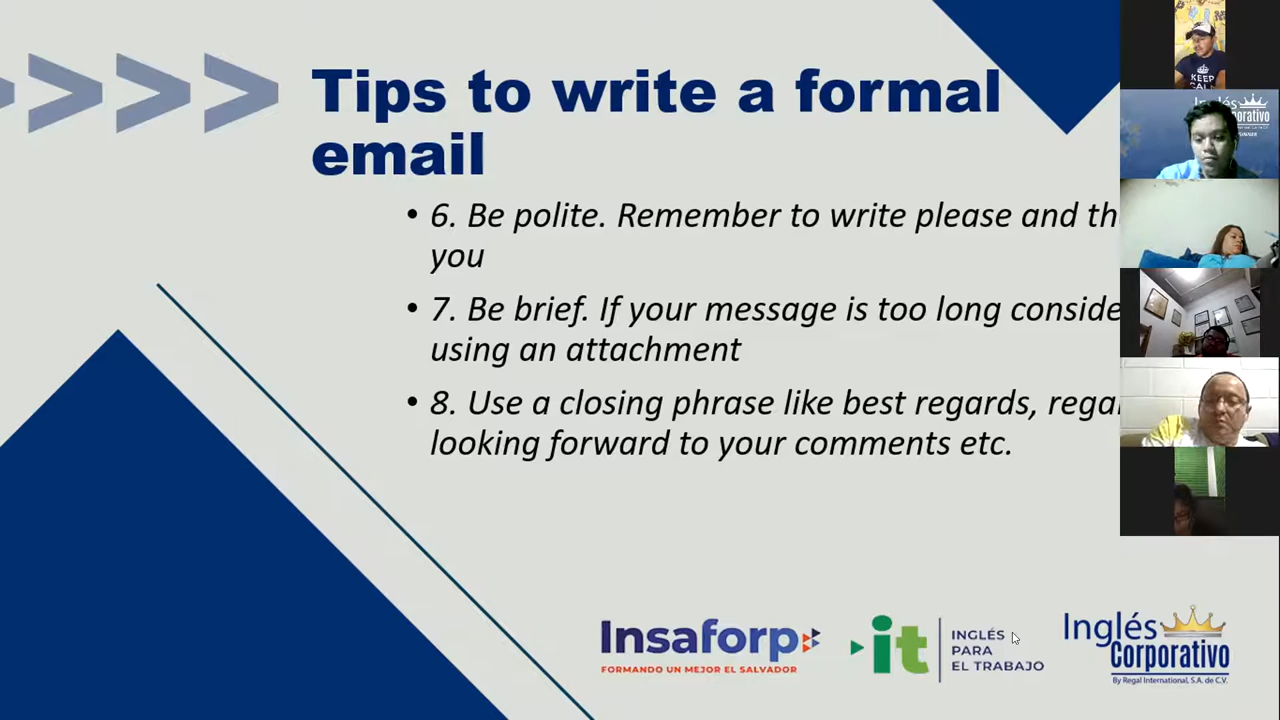 Tips to write a formal
email
• 6. Be polite. Remember to write please and th
you
• 7. Be brief. If your message is too long conside
using an attachment
• 8. Use a closing phrase like best regards, regar
looking forward to your comments etc.
KEEP
Inglés
Insaforp
FORMANDO UN MEJOR EL SALVADOR
it
INGLÉS
PARA
EL TRABAJO
Inglés
Corporativo
By Regal International, S.A. de C.V.